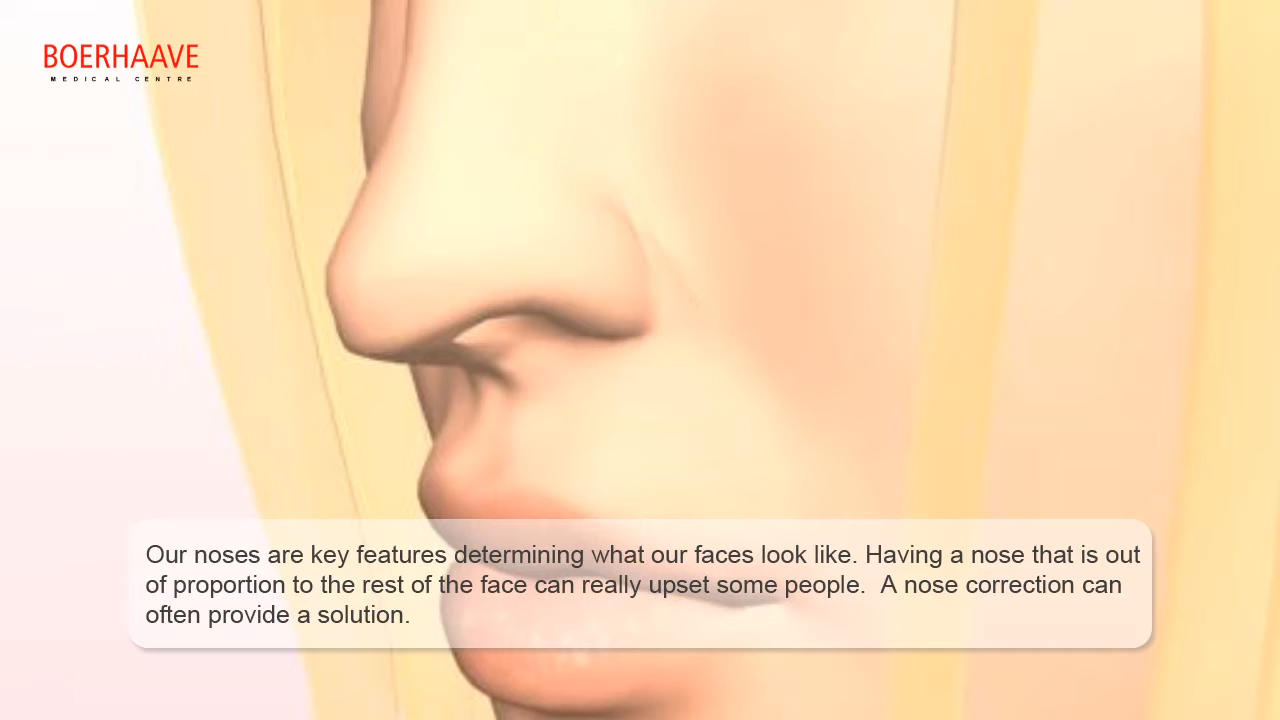 BOERHAAVE
MEDICAL CENTRE
Our noses are key features determining what our faces look like. Having a nose that is out
of proportion to the rest of the face can really upset some people.  A nose correction can
often provide a solution.